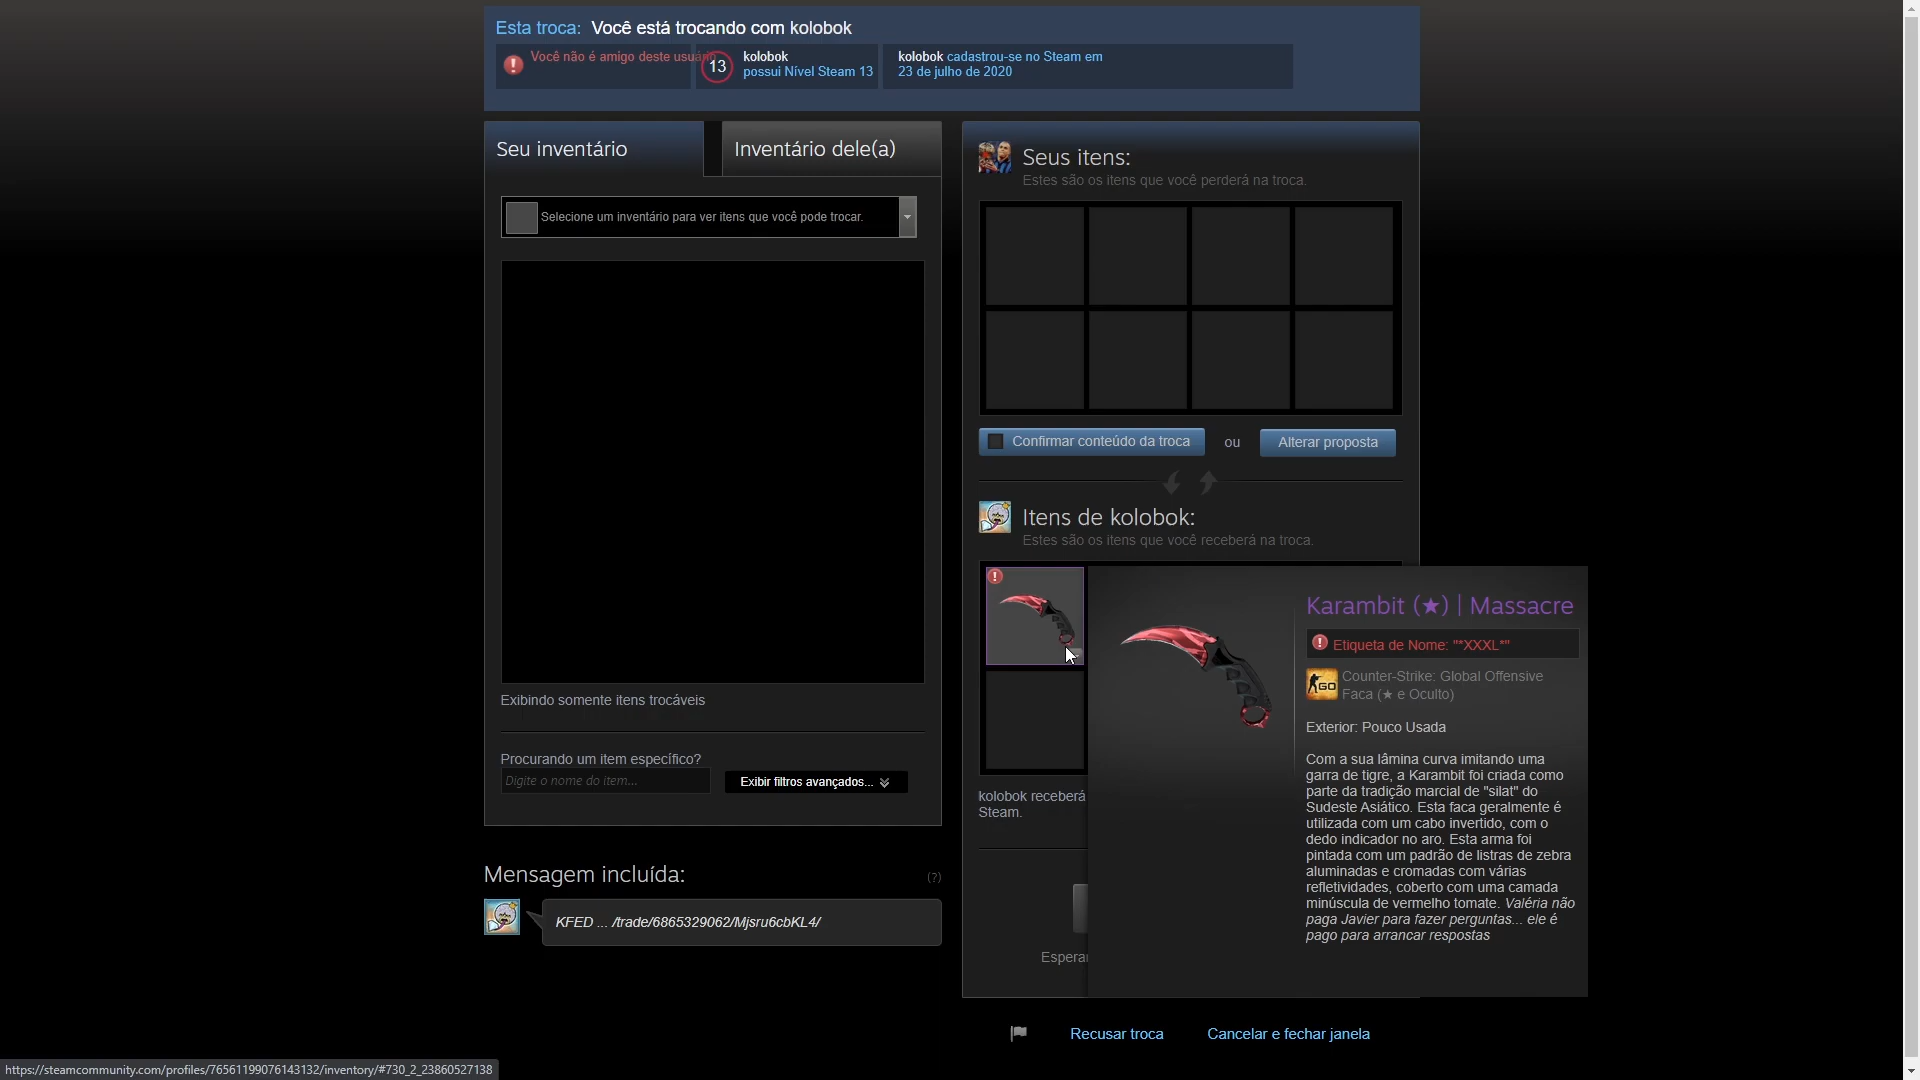 Esta troca: Você está trocando com kolobok
Você não é amigo deste usuári
13
kolobok
possui Nível Steam 13
kolobok cadastrou-se no Steam em
23 de julho de 2020
Seu inventário
Inventário dele(a)
Selecione um inventário para ver itens que você pode trocar.
Exibindo somente itens trocáveis
Procurando um item específico?
Digite o nome do item...
Exibir filtros avançados...
Mensagem incluída:
(?)
KFED ... /trade/6865329062/Mjsru6cbKL4/
Seus itens:
Estes são os itens que você perderá na troca.
Confirmar conteúdo da troca
ou
Alterar proposta
Itens de kolobok:
Estes são os itens que você receberá na troca.
kolobok receberá
Steam.
Esperar
Karambit (★) | Massacre
Etiqueta de Nome: "*XXXL*"
GO
Counter-Strike: Global Offensive
Faca (★ e Oculto)
Exterior: Pouco Usada
Com a sua lâmina curva imitando uma
garra de tigre, a Karambit foi criada como
parte da tradição marcial de "silat" do
Sudeste Asiático. Esta faca geralmente é
utilizada com um cabo invertido, com o
dedo indicador no aro. Esta arma foi
pintada com um padrão de listras de zebra
aluminadas e cromadas com várias
refletividades, coberto com uma camada
minúscula de vermelho tomate. Valéria não
paga Javier para fazer perguntas... ele é
pago para arrancar respostas
Recusar troca
Cancelar e fechar janela
https://steamcommunity.com/profiles/76561199076143132/inventory/#730_2_23860527138